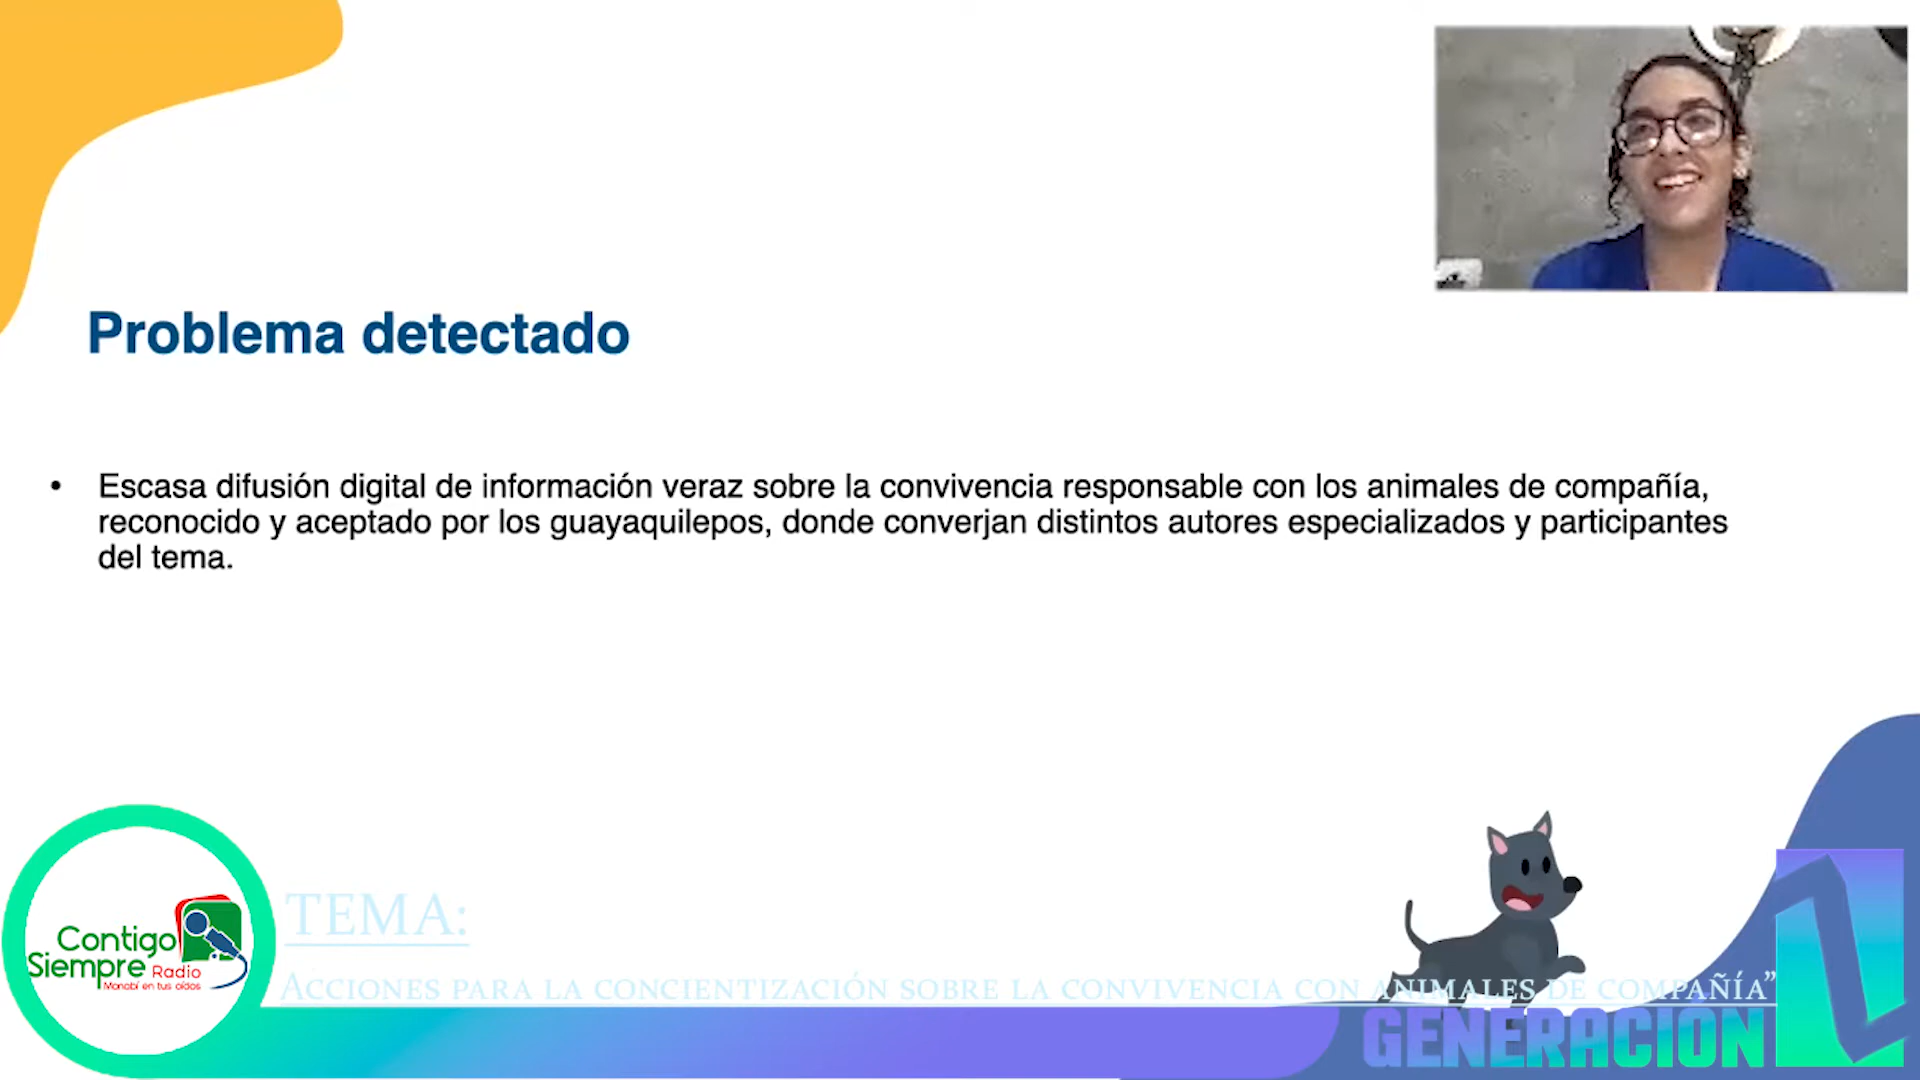 Problema detectado
• Escasa difusión digital de información veraz sobre la convivencia responsable con los animales de compañía,
reconocido y aceptado por los guayaquilepos, donde converjan distintos autores especializados y participantes
del tema.
TEMA:
Acciones para la concientización sobre la convivencia con animales de compañía”
Contigo
Siempre Radio
Manabí en tus oídos
GENERACION Z